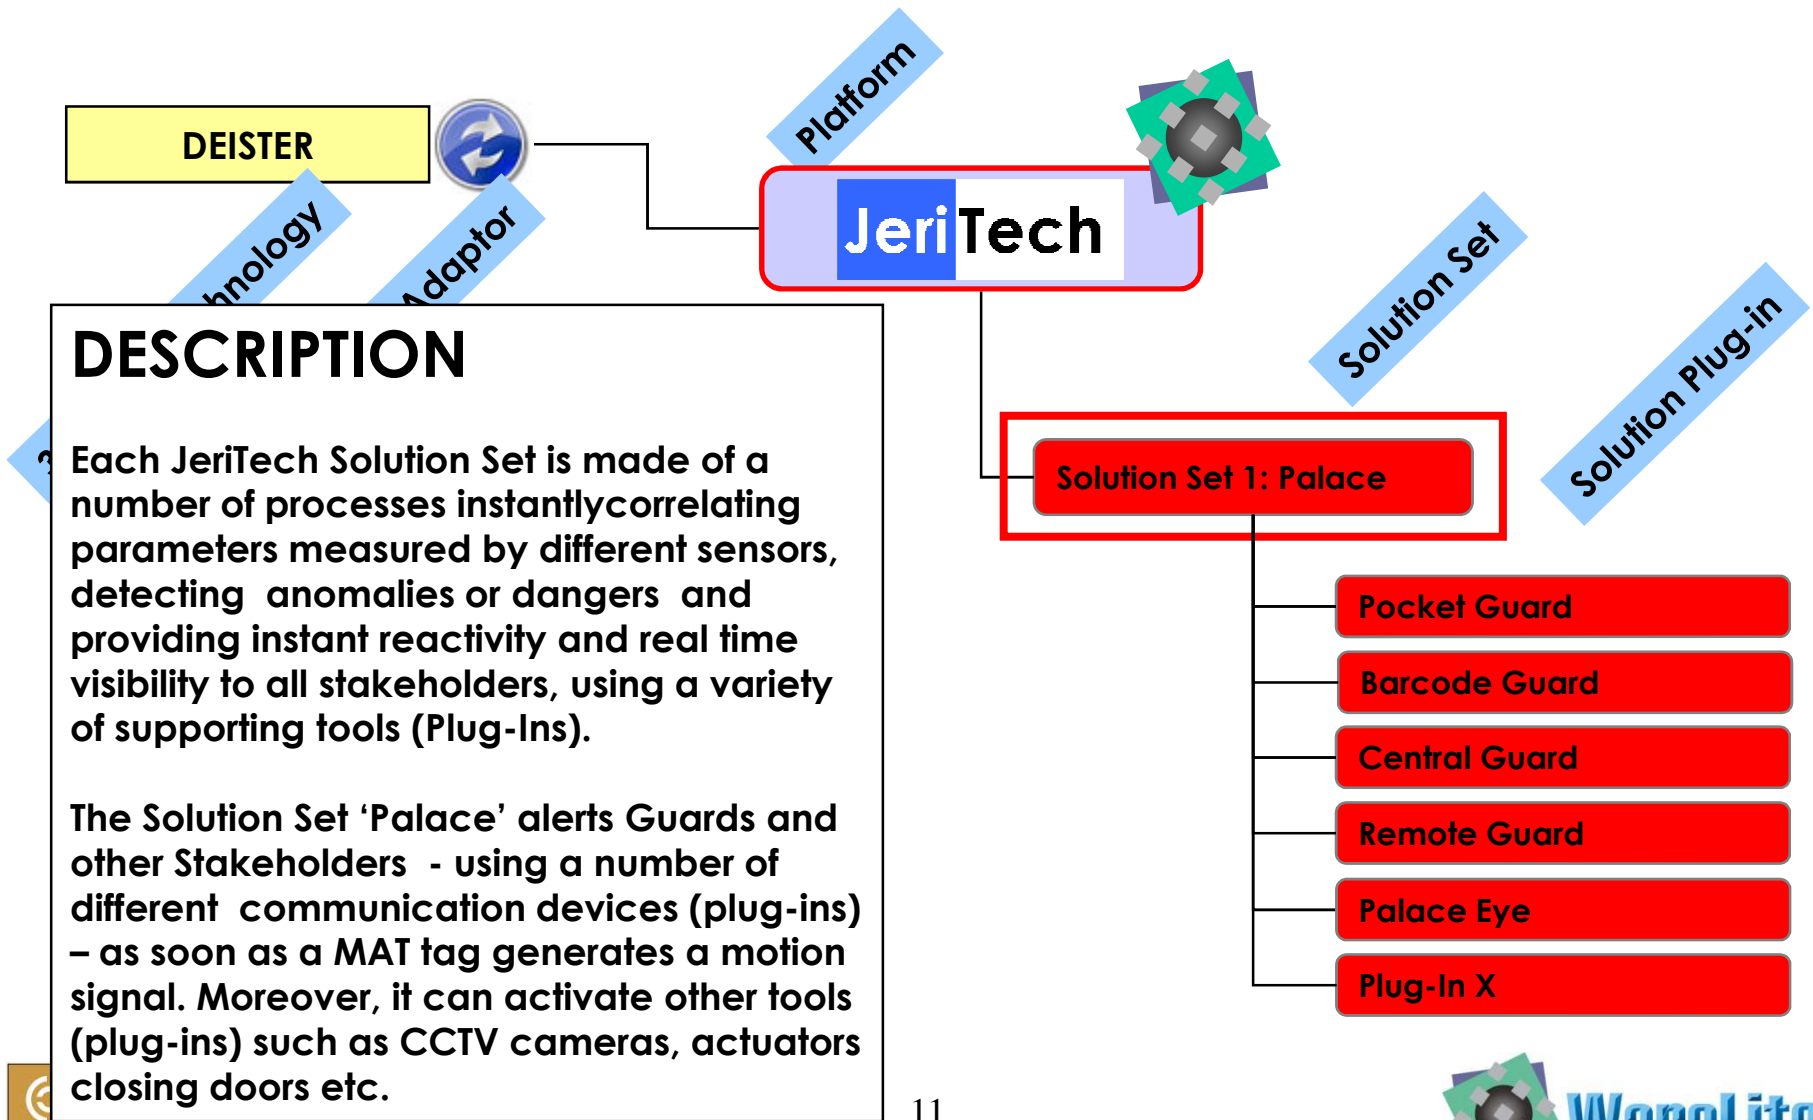 Platform
DEISTER
JeriTech
Adaptor
Solution Set
Solution Plug-in
DESCRIPTION
Each JeriTech Solution Set is made of a
number of processes instantlycorrelating
parameters measured by different sensors,
detecting anomalies or dangers and
providing instant reactivity and real time
visibility to all stakeholders, using a variety
of supporting tools (Plug-Ins).
The Solution Set ‘Palace’ alerts Guards and
other Stakeholders - using a number of
different communication devices (plug-ins)
– as soon as a MAT tag generates a motion
signal. Moreover, it can activate other tools
(plug-ins) such as CCTV cameras, actuators
closing doors etc.
Solution Set 1: Palace
Pocket Guard
Barcode Guard
Central Guard
Remote Guard
Palace Eye
Plug-In X
11